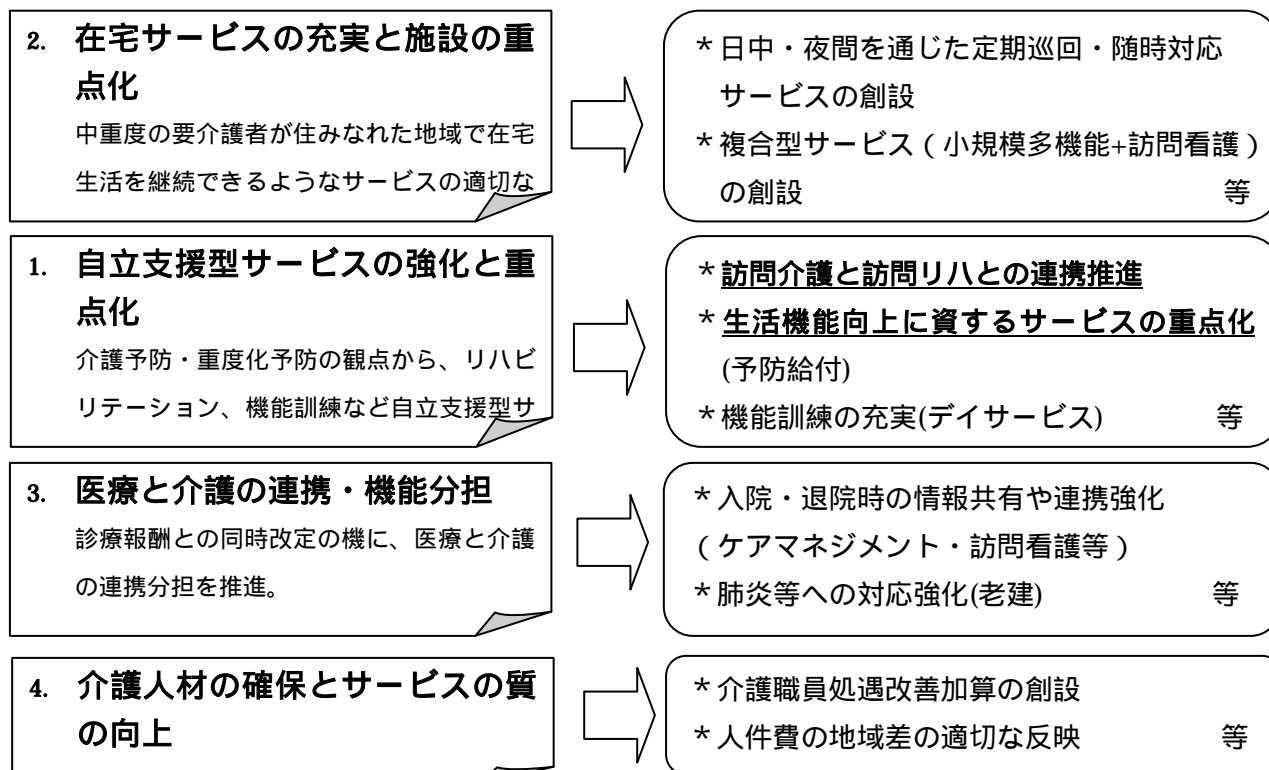 2. 在宅サービスの充実と施設の重
点化
中重度の要介護者が住みなれた地域で在宅
生活を継続できるようなサービスの適切な
*日中・夜間を通じた定期巡回・随時対応
サービスの創設
*複合型サービス(小規模多機能+訪問看護)
の創設 等
1. 自立支援型サービスの強化と重
点化
介護予防・重度化予防の観点から、リハビ
リテーション、機能訓練など自立支援型サ
*訪問介護と訪問リハとの連携推進
*生活機能向上に資するサービスの重点化
(予防給付)
*機能訓練の充実(デイサービス) 等
3. 医療と介護の連携・機能分担
診療報酬との同時改定の機に、医療と介護
の連携分担を推進。
*入院・退院時の情報共有や連携強化
(ケアマネジメント・訪問看護等)
*肺炎等への対応強化(老建) 等
4. 介護人材の確保とサービスの質
の向上
*介護職員処遇改善加算の創設
*人件費の地域差の適切な反映 等